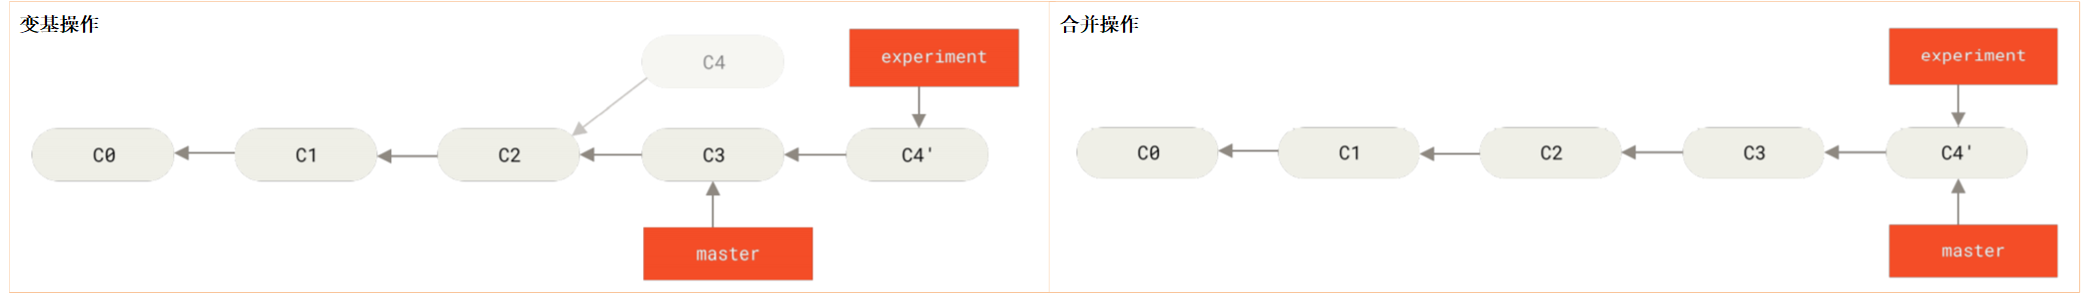 变基操作
C4
experiment
C0
C1
C2
C3
C4'
master
合并操作
experiment
C0
C1
C2
C3
C4'
master